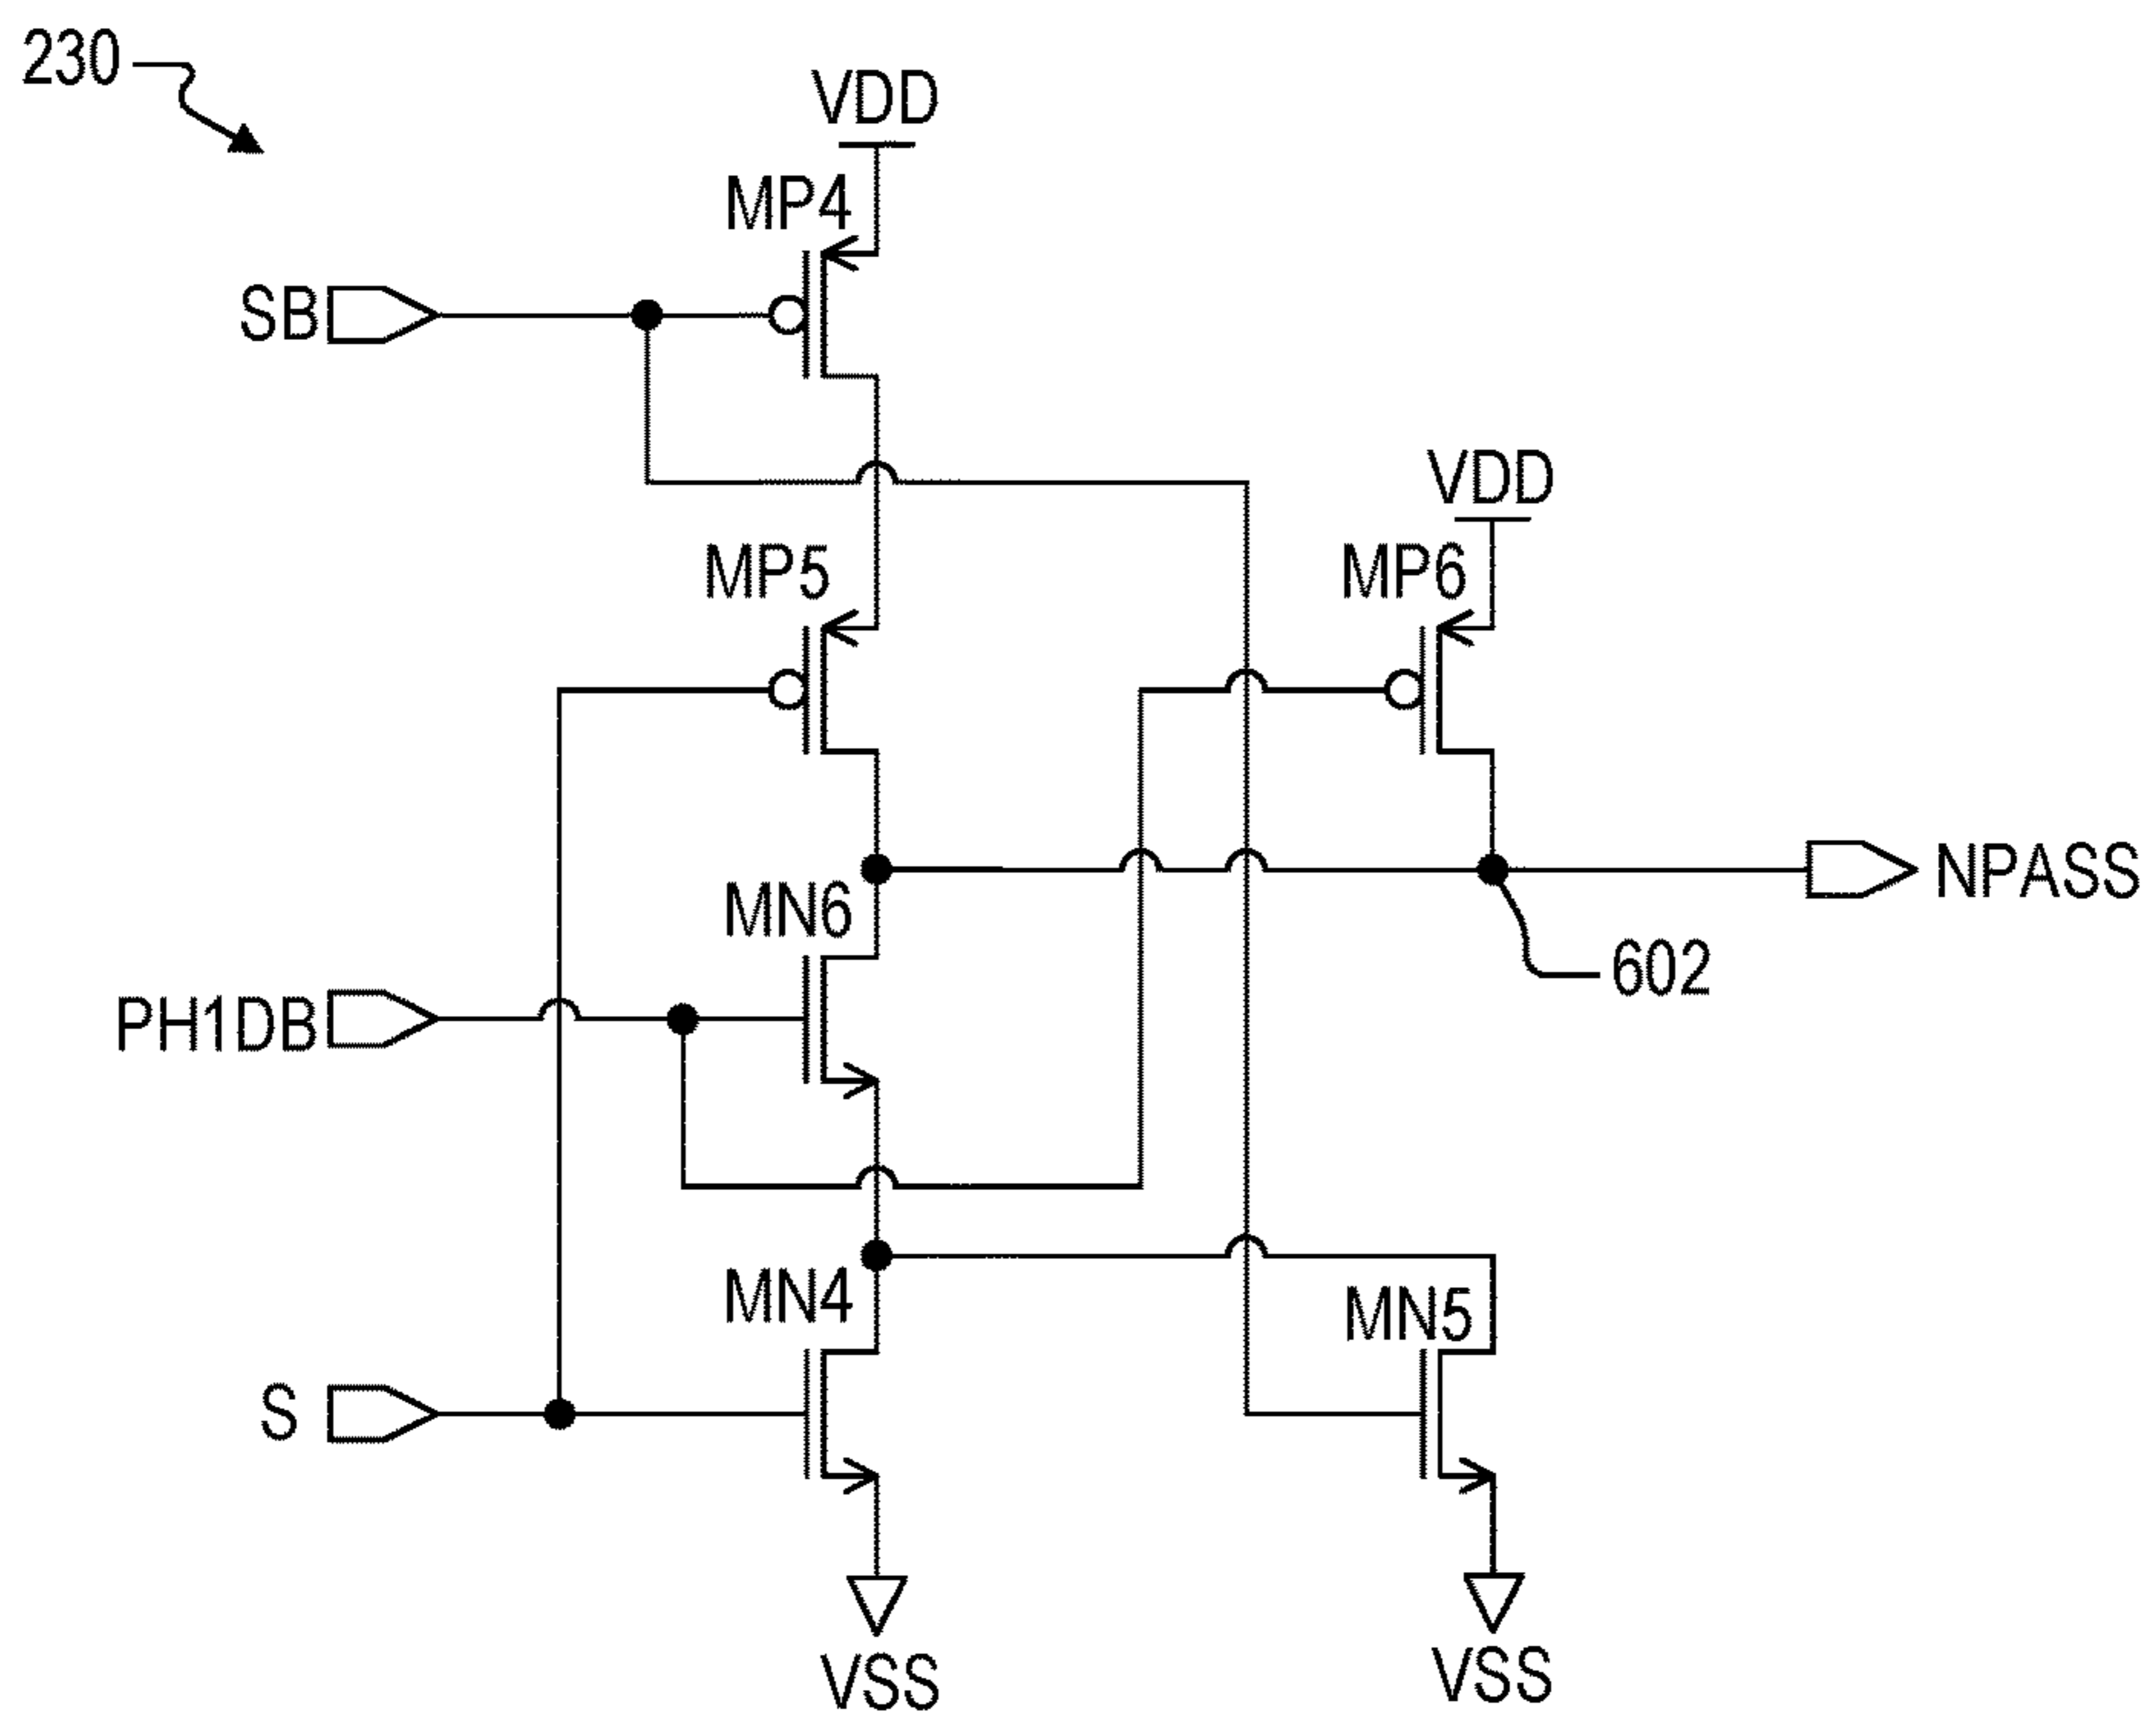 230
VDD
MP4
SB
VDD
MP5
MP6
NPASS
MN6
602
PH1DB
MN4
MN5
S
VSS
VSS